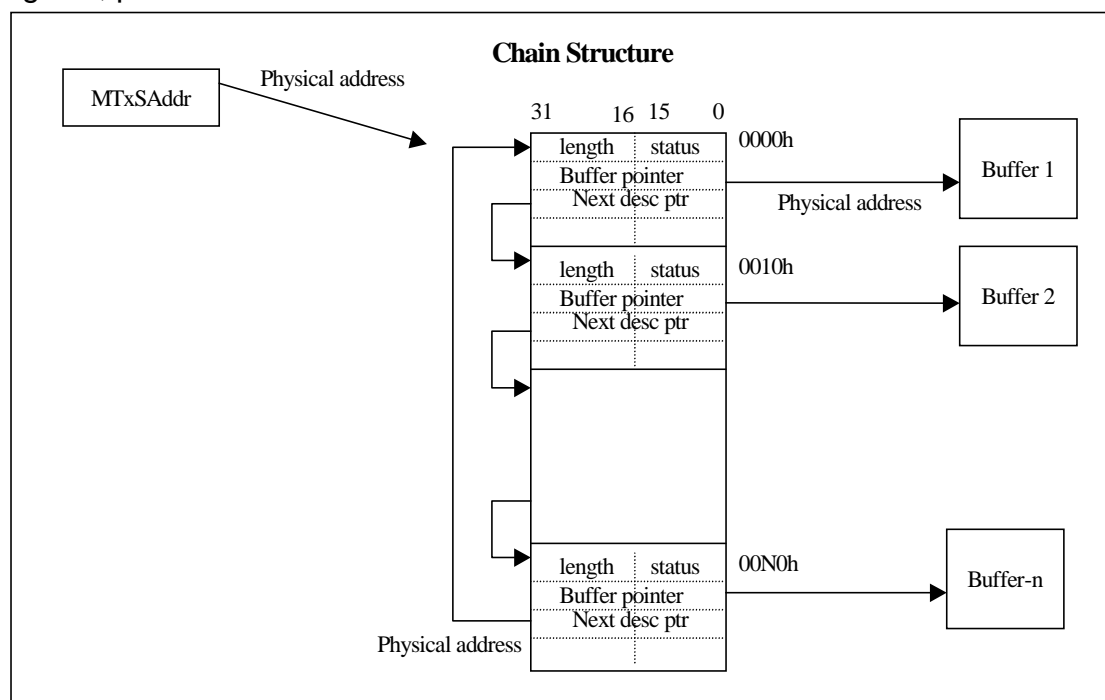 Chain Structure
MTxSAddr
Physical address
31 16 15 0
length status 0000h
Buffer pointer
Next desc ptr
Physical address
Buffer 1
length status 0010h
Buffer pointer
Next desc ptr
Buffer 2
length status 00N0h
Buffer pointer
Next desc ptr
Physical address
Buffer-n